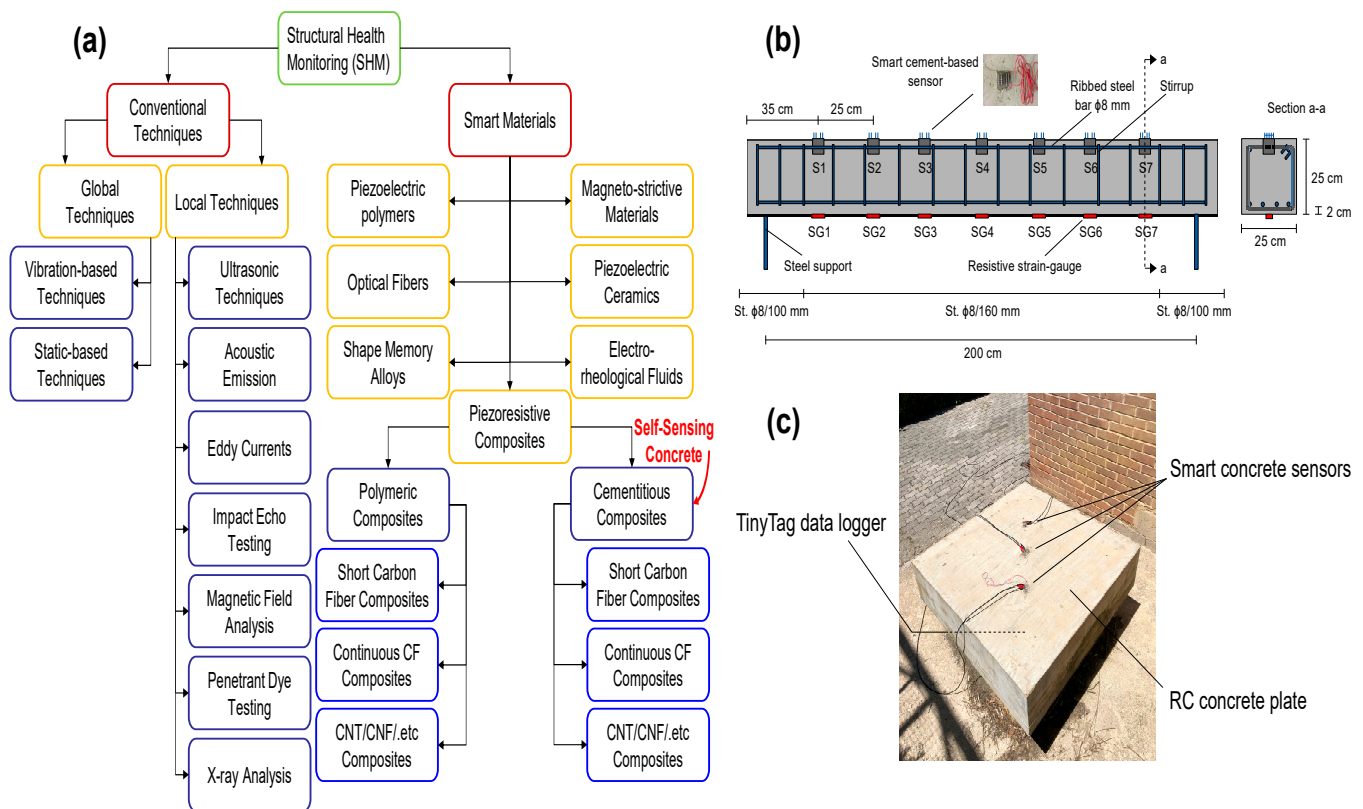 (a)
Structural Health
Monitoring (SHM)
Conventional
Techniques
Smart Materials
Global
Techniques
Local Techniques
Vibration-based
Techniques
Static-based
Techniques
Ultrasonic
Techniques
Acoustic
Emission
Eddy Currents
Impact Echo
Testing
Magnetic Field
Analysis
Penetrant Dye
Testing
X-ray Analysis
Piezoelectric
polymers
Magneto-strictive
Materials
Optical Fibers
Piezoelectric
Ceramics
Shape Memory
Alloys
Electro-
rheological Fluids
Piezoresistive
Composites
Self-Sensing
Concrete
Polymeric
Composites
Cementitious
Composites
Short Carbon
Fiber Composites
Continuous CF
Composites
CNT/CNF/.etc
Composites
Short Carbon
Fiber Composites
Continuous CF
Composites
CNT/CNF/.etc
Composites
(b)
Smart cement-based
sensor
Ribbed steel
bar ϕ8 mm
Stirrup
a
Section a-a
35 cm
25 cm
S1
S2
S3
S4
S5
S6
S7
25 cm
2 cm
25 cm
SG1
SG2
SG3
SG4
SG5
SG6
SG7
Steel support
Resistive strain-gauge
a
St. ϕ8/100 mm
St. ϕ8/160 mm
St. ϕ8/100 mm
200 cm
(c)
Smart concrete sensors
TinyTag data logger
RC concrete plate